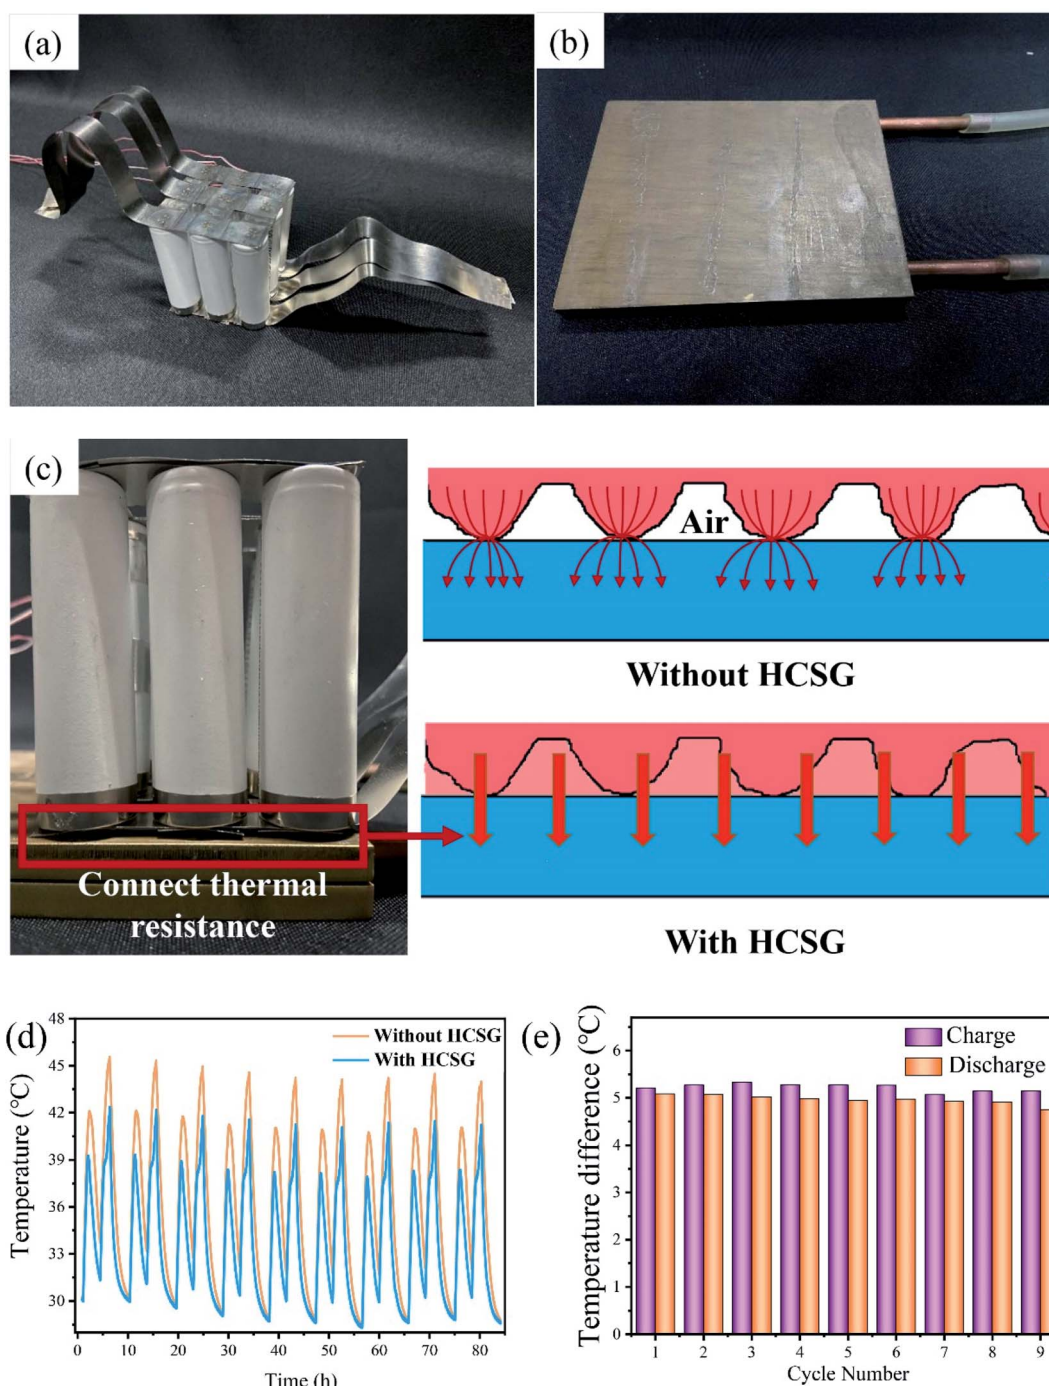 (a)
(b)
(c)
Air
Without HCSG
Connect thermal
resistance
With HCSG
(d)
48
45
42
39
36
33
30
Temperature (°C)
Without HCSG
With HCSG
0 10 20 30 40 50 60 70 80
Time (h)
(e)
6
5
4
3
2
1
0
Temperature difference (°C)
Charge
Discharge
1 2 3 4 5 6 7 8 9
Cycle Number